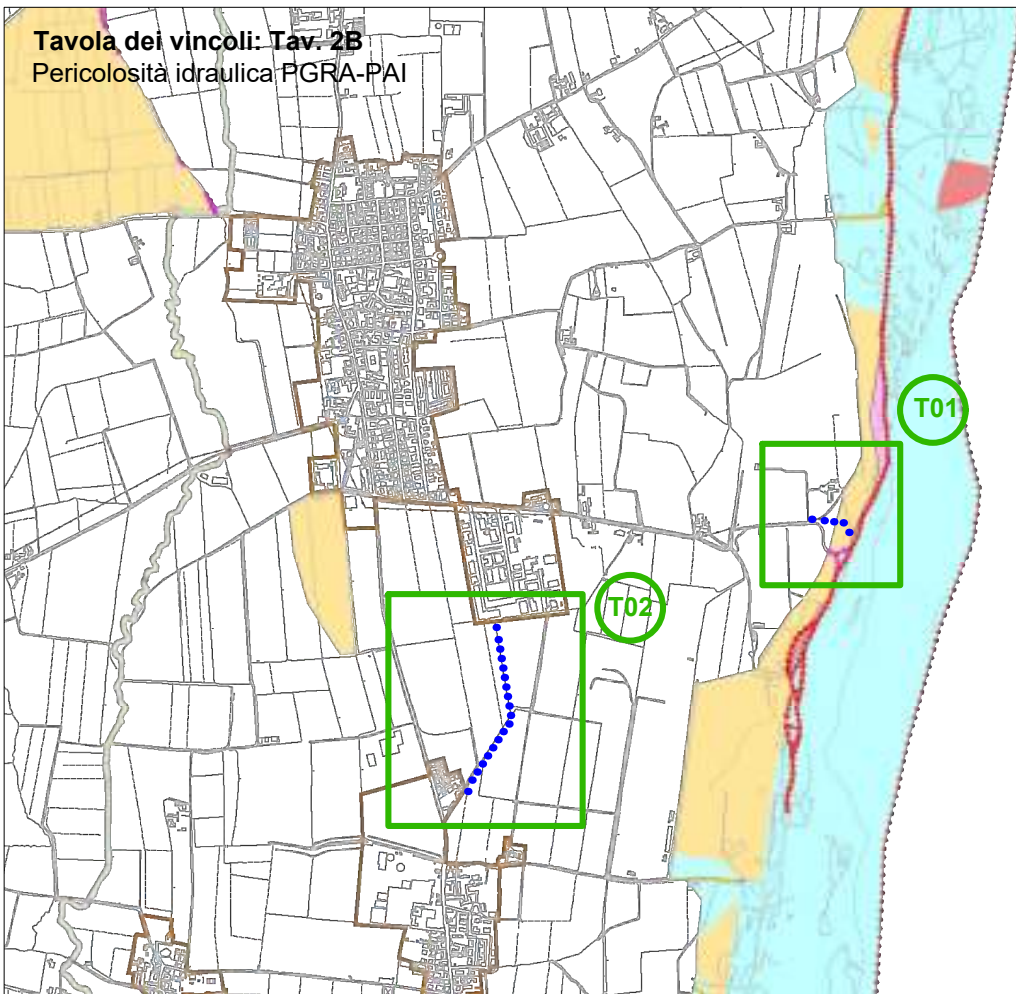 Tavola dei vincoli: Tav. 2B
Pericolosità idraulica PGRA-PAI
T01
T02